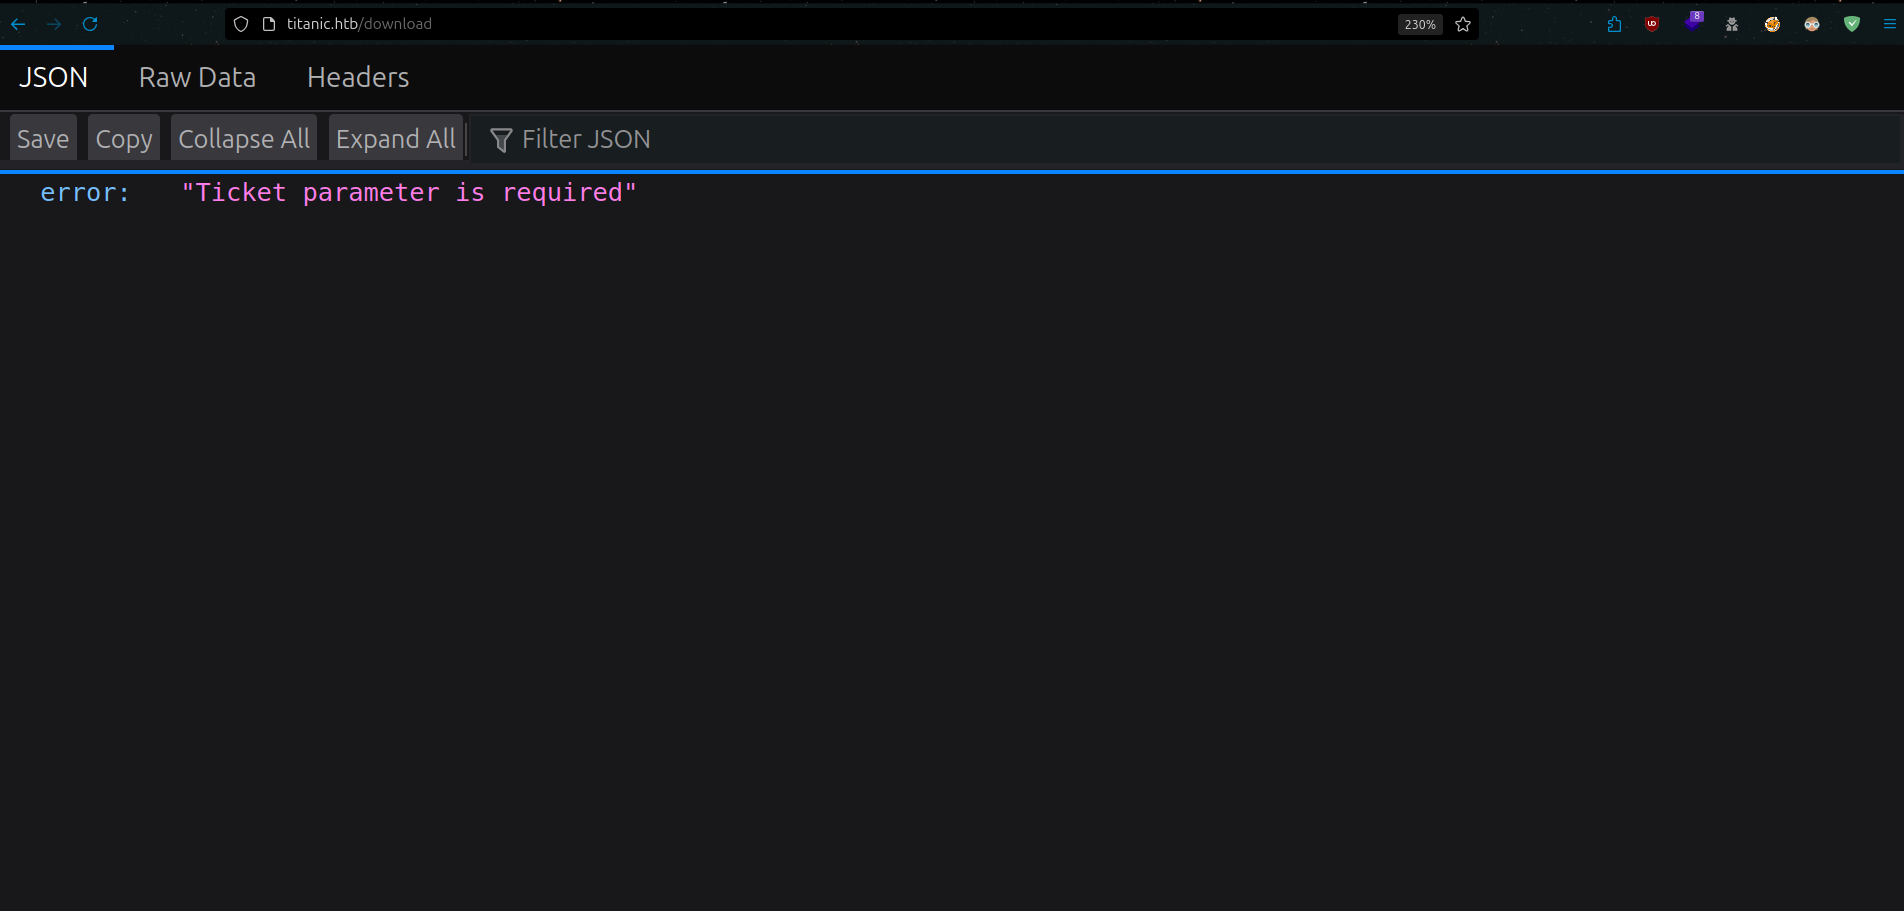 titanic.htb/download 230% 8
JSON Raw Data Headers
Save Copy Collapse All Expand All Filter JSON
error: "Ticket parameter is required"